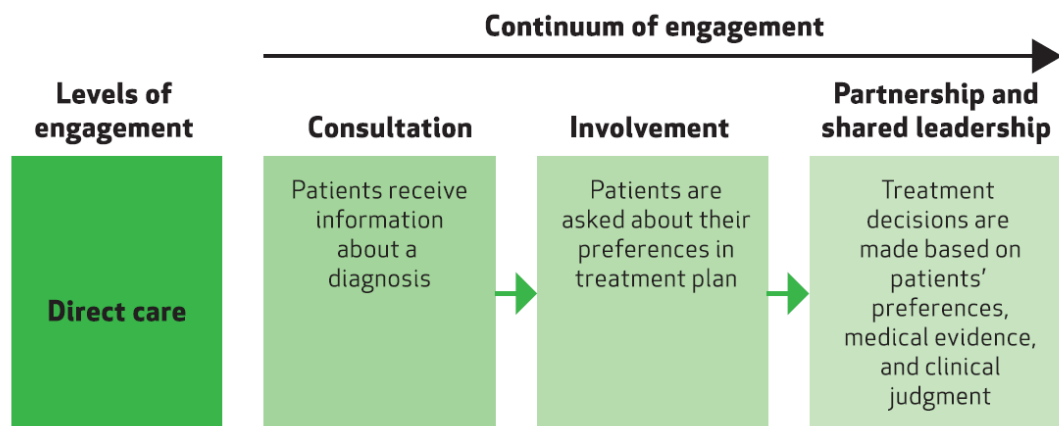 Continuum of engagement
Levels of
engagement
Consultation
Involvement
Partnership and
shared leadership
Direct care
Patients receive
information
about a
diagnosis
Patients are
asked about their
preferences in
treatment plan
Treatment
decisions are
made based on
patients’
preferences,
medical evidence,
and clinical
judgment